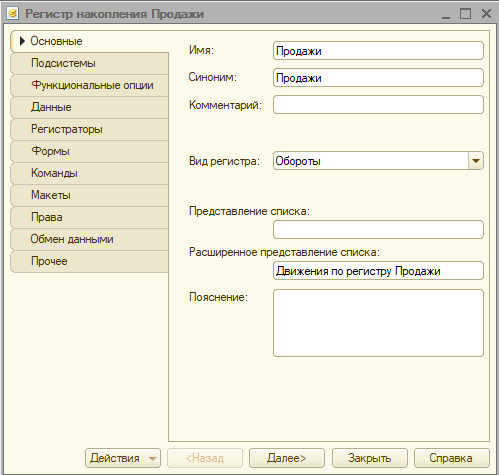 Регистр накопления Продажи
Основные
Подсистемы
Функциональные опции
Данные
Регистраторы
Формы
Команды
Макеты
Права
Обмен данными
Прочее
Имя: Продажи
Синоним: Продажи
Комментарий:
Вид регистра: Обороты
Представление списка:
Расширенное представление списка:
Движения по регистру Продажи
Пояснение:
Действия <Назад Далее> Закрыть Справка